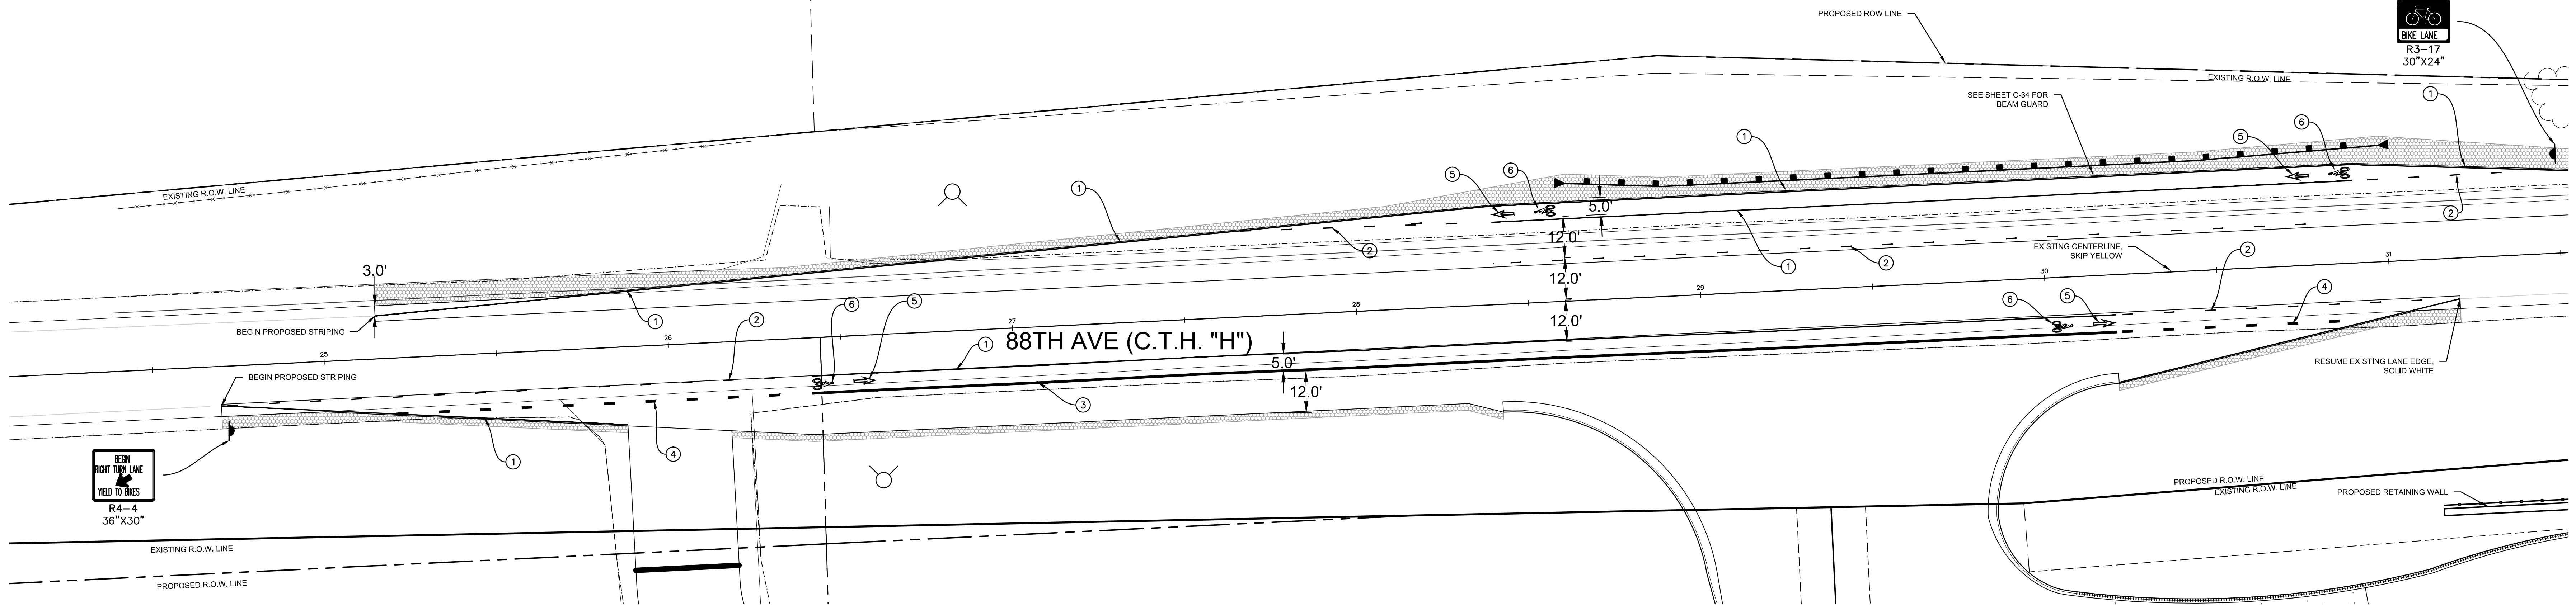 PROPOSED ROW LINE
BIKE LANE
R3-17
30"X24"
EXISTING R.O.W. LINE
SEE SHEET C-34 FOR
BEAM GUARD
1
6
5
1
6
5
1
EXISTING R.O.W. LINE
1
5.0'
2
2
12.0'
2
1
2
EXISTING CENTERLINE,
SKIP YELLOW
2
3.0'
12.0'
31
30
29
4
1
6
5
6
5
28
12.0'
BEGIN PROPOSED STRIPING
2
27
88TH AVE (C.T.H. "H")
1
26
25
5.0'
RESUME EXISTING LANE EDGE,
SOLID WHITE
BEGIN PROPOSED STRIPING
12.0'
3
4
1
BEGIN
RIGHT TURN LANE
YIELD TO BIKES
R4-4
36"X30"
PROPOSED R.O.W. LINE
EXISTING R.O.W. LINE
PROPOSED RETAINING WALL
EXISTING R.O.W. LINE
PROPOSED R.O.W. LINE